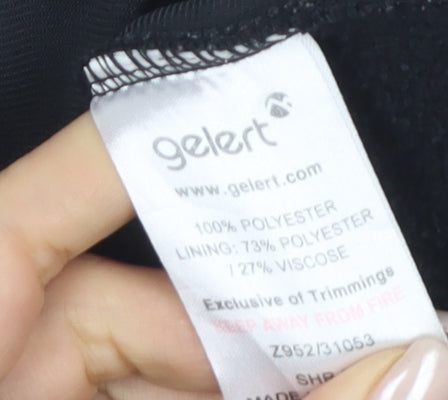 gelert
www.gelert.com
100% POLYESTER
LINING: 73% POLYESTER
/ 27% VISCOSE
Exclusive of Trimmings
KEEP AWAY FROM FIRE
Z952/31053
MADE